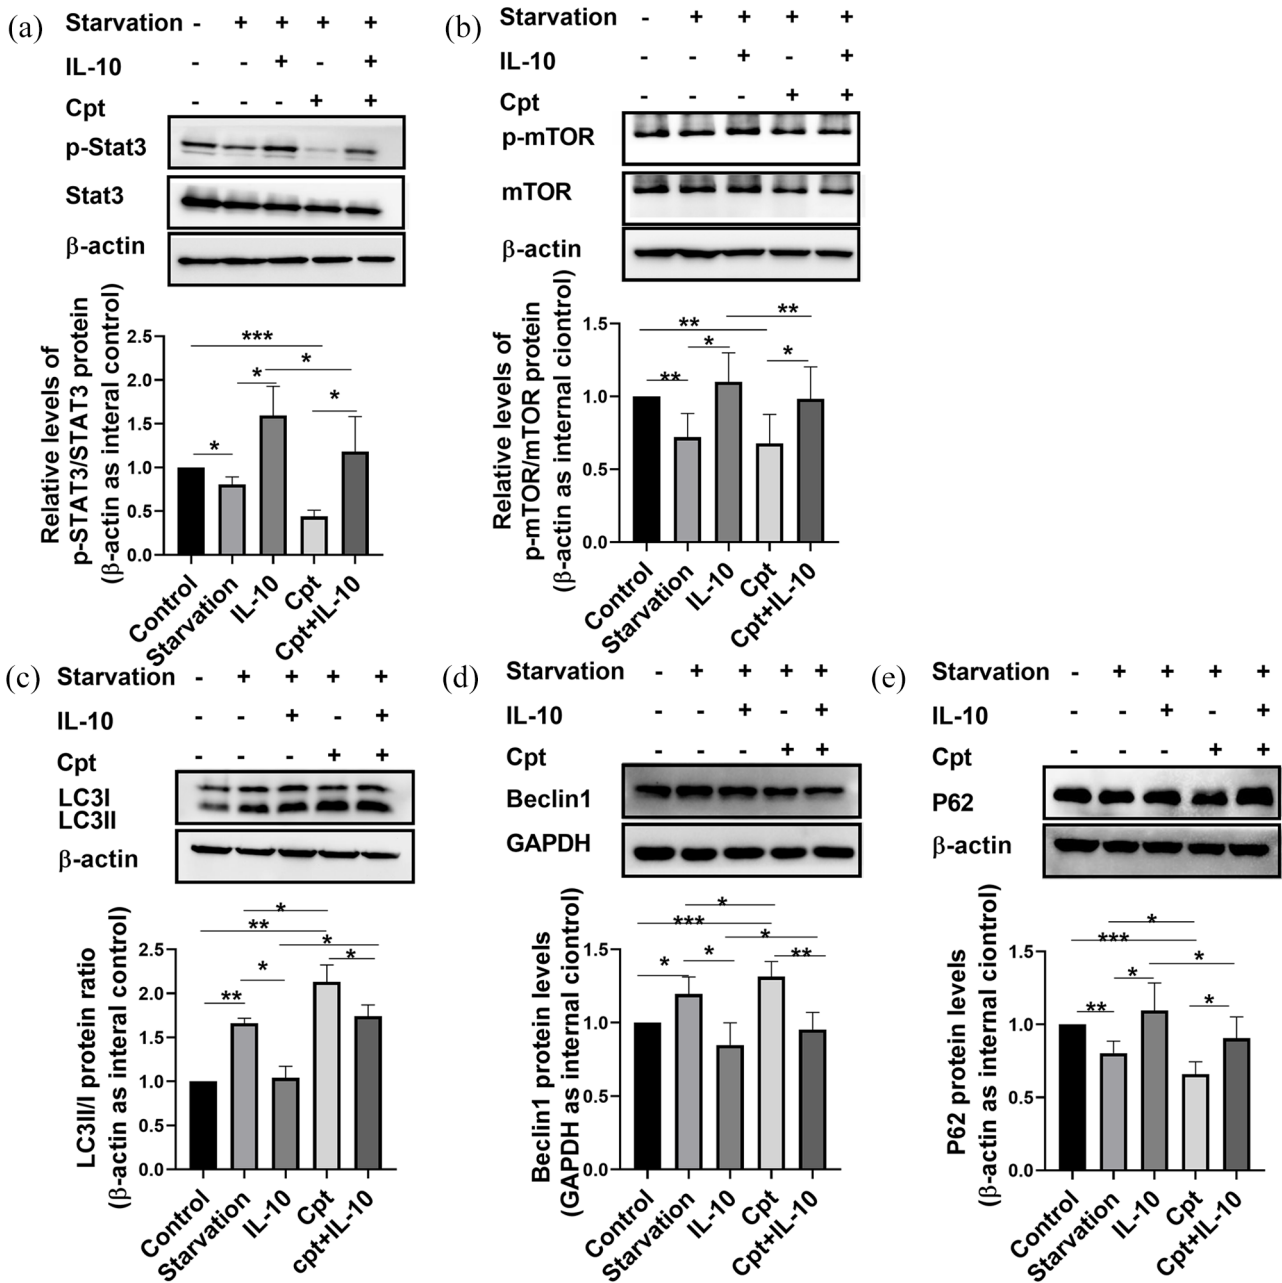 (a)
Starvation - + + + +
IL-10 - - + - +
Cpt - - - + +
p-Stat3
Stat3
β-actin
Relative levels of
p-STAT3/STAT3 protein
(β-actin as interal control)
2.5
2.0
1.5
1.0
0.5
0.0
***
*
*
*
*
Control
Starvation
IL-10
Cpt
Cpt+IL-10
(b)
Starvation - + + + +
IL-10 - - + - +
Cpt - - - + +
p-mTOR
mTOR
β-actin
Relative levels of
p-mTOR/mTOR protein
(β-actin as internal ciontrol)
1.5
1.0
0.5
0.0
**
**
*
**
*
Control
Starvation
IL-10
Cpt
Cpt+IL-10
(c)
Starvation - + + + +
IL-10 - - + - +
Cpt - - - + +
LC3I
LC3II
β-actin
LC3II/I protein ratio
(β-actin as interal control)
2.5
2.0
1.5
1.0
0.5
0.0
*
**
*
*
*
**
Control
Starvation
IL-10
Cpt
cpt+IL-10
(d)
Starvation - + + + +
IL-10 - - + - +
Cpt - - - + +
Beclin1
GAPDH
Beclin1 protein levels
(GAPDH as internal ciontrol)
1.5
1.0
0.5
0.0
*
***
*
*
*
**
Control
Starvation
IL-10
Cpt
Cpt+IL-10
(e)
Starvation - + + + +
IL-10 - - + - +
Cpt - - - + +
P62
β-actin
P62 protein levels
(β-actin as internal ciontrol)
1.5
1.0
0.5
0.0
*
***
*
*
**
*
Control
Starvation
IL-10
Cpt
Cpt+IL-10